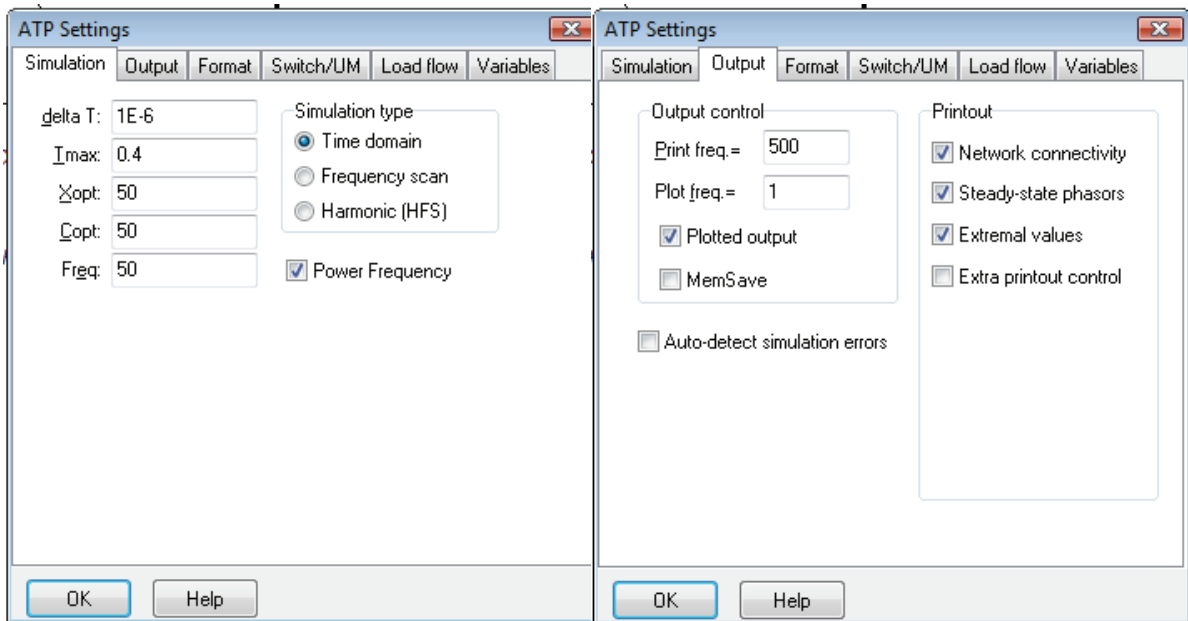 ATP Settings
Simulation Output Format Switch/UM Load flow Variables
delta T: 1E-6
Tmax: 0.4
Xopt: 50
Copt: 50
Freq: 50
Simulation type
Time domain
Frequency scan
Harmonic (HFS)
Power Frequency
OK Help
ATP Settings
Simulation Output Format Switch/UM Load flow Variables
Output control
Print freq.= 500
Plot freq.= 1
Plotted output
MemSave
Auto-detect simulation errors
Printout
Network connectivity
Steady-state phasors
Extremal values
Extra printout control
OK Help